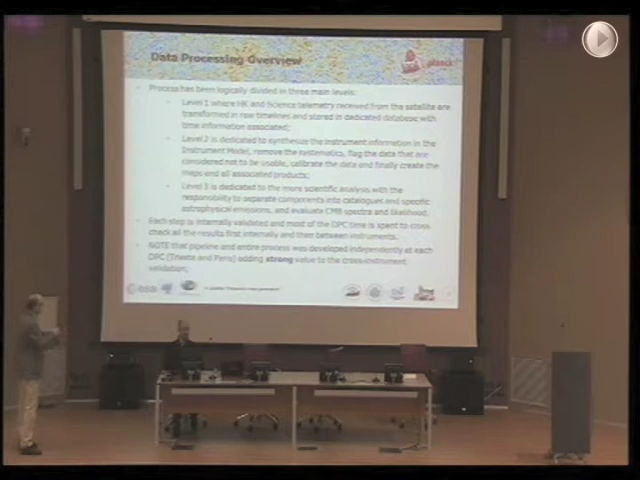 Data Processing Overview
planck
Process has been logically divided in three main levels:
Level 1 where HK and Science telemetry received from the satellite are
transformed in raw timelines and stored in dedicated database with
time information associated;
Level 2 is dedicated to synthesize the instrument information in the
Instrument Model, remove the systematics, flag the data that are
considered not to be usable, calibrate the data and finally create the
maps and all associated products;
Level 3 is dedicated to the more scientific analysis with the
responsibility to separate components into catalogues and specific
astrophysical emissions, and evaluate CMB spectra and likelihood.
Each step is internally validated and most of the DPC time is spent to cross
check all the results first internally and then between instruments.
NOTE that pipeline and entire process was developed independently at each
DPC (Trieste and Paris) adding strong value to the cross-instrument
validation;
esa